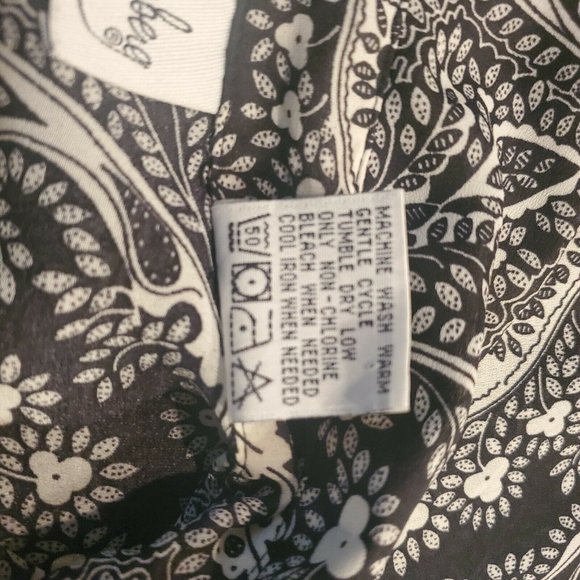 berg
©
MACHINE WASH WARM
GENTLE CYCLE
TUMBLE DRY LOW
ONLY NON-CHLORINE
BLEACH WHEN NEEDED
COOL IRON WHEN NEEDED
50